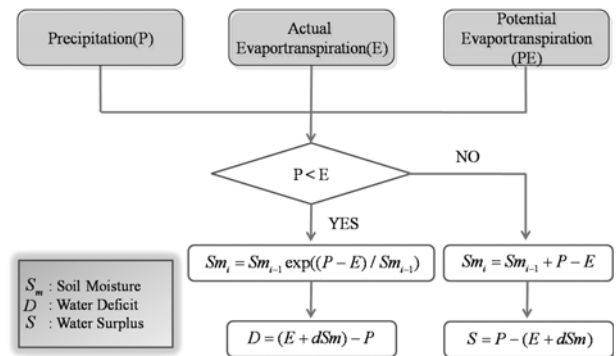 Precipitation(P)
Actual
Evaportranspiration(E)
Potential
Evaportranspiration
(PE)
P < E
NO
YES
Sm_i = Sm_{i-1} exp((P − E) / Sm_{i-1})
Sm_i = Sm_{i-1} + P − E
D = (E + dSm) − P
S = P − (E + dSm)
S_m : Soil Moisture
D : Water Deficit
S : Water Surplus